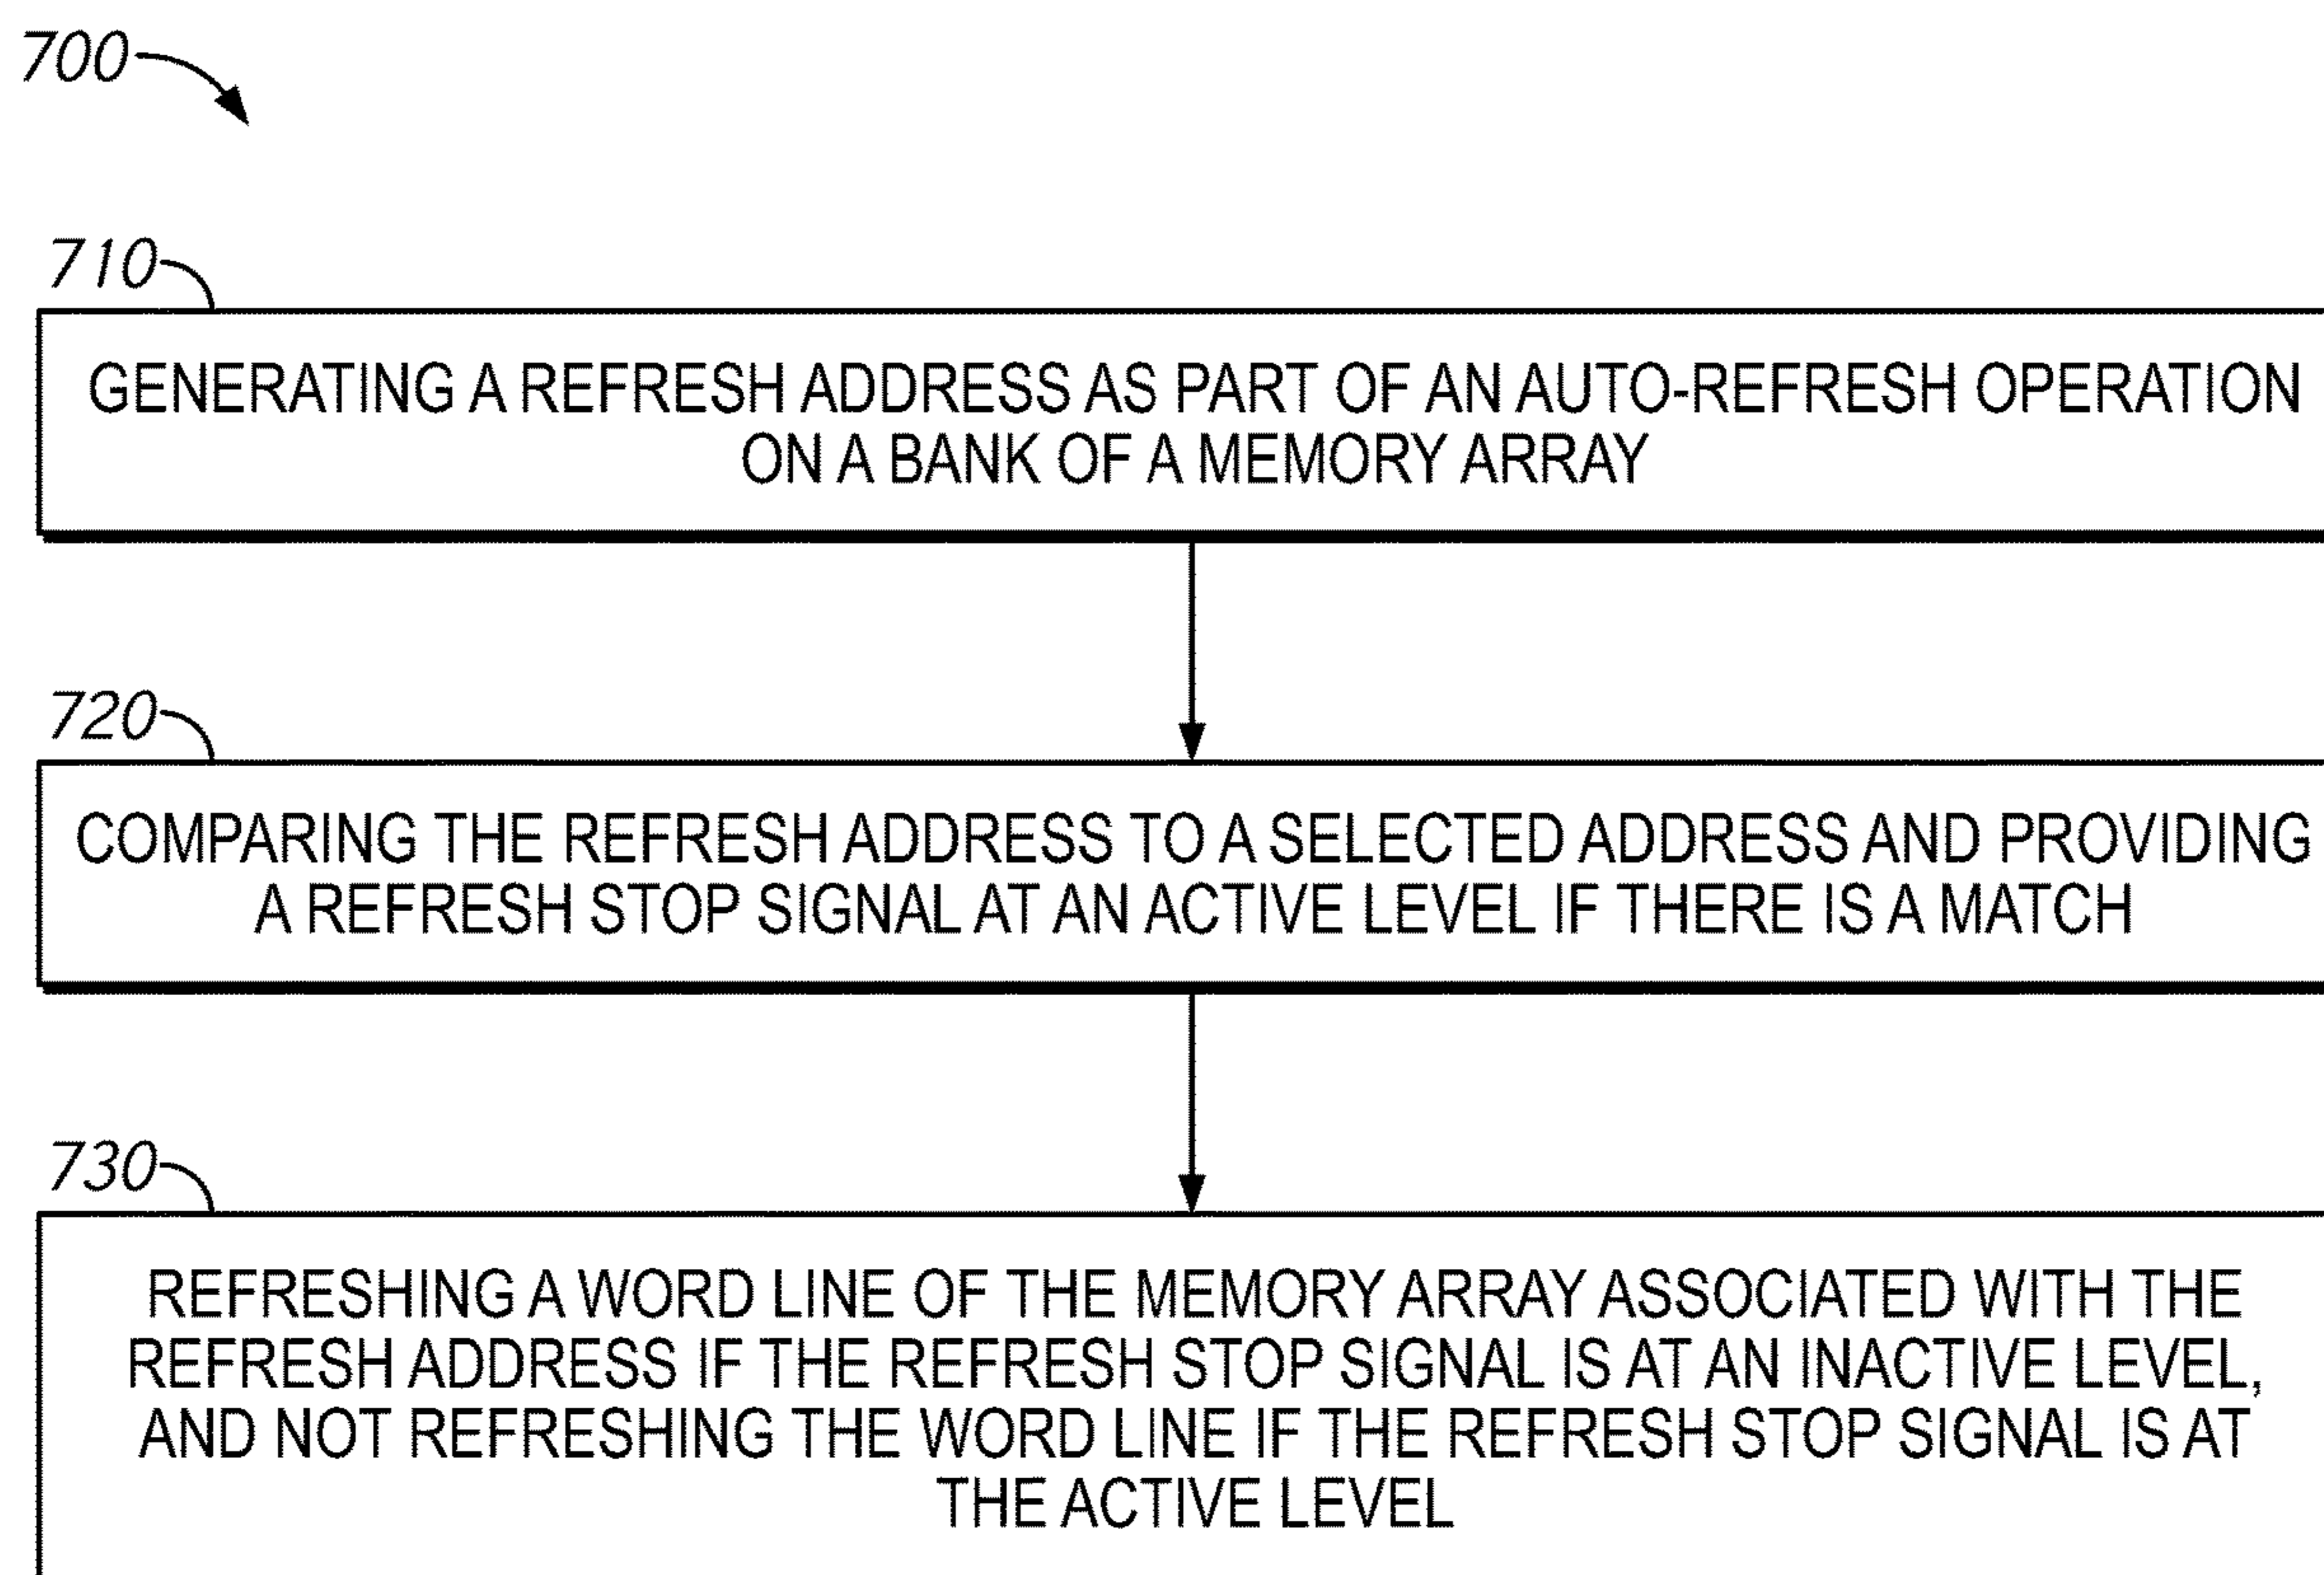 700
710
GENERATING A REFRESH ADDRESS AS PART OF AN AUTO-REFRESH OPERATION
ON A BANK OF A MEMORY ARRAY
720
COMPARING THE REFRESH ADDRESS TO A SELECTED ADDRESS AND PROVIDING
A REFRESH STOP SIGNAL AT AN ACTIVE LEVEL IF THERE IS A MATCH
730
REFRESHING A WORD LINE OF THE MEMORY ARRAY ASSOCIATED WITH THE
REFRESH ADDRESS IF THE REFRESH STOP SIGNAL IS AT AN INACTIVE LEVEL,
AND NOT REFRESHING THE WORD LINE IF THE REFRESH STOP SIGNAL IS AT
THE ACTIVE LEVEL